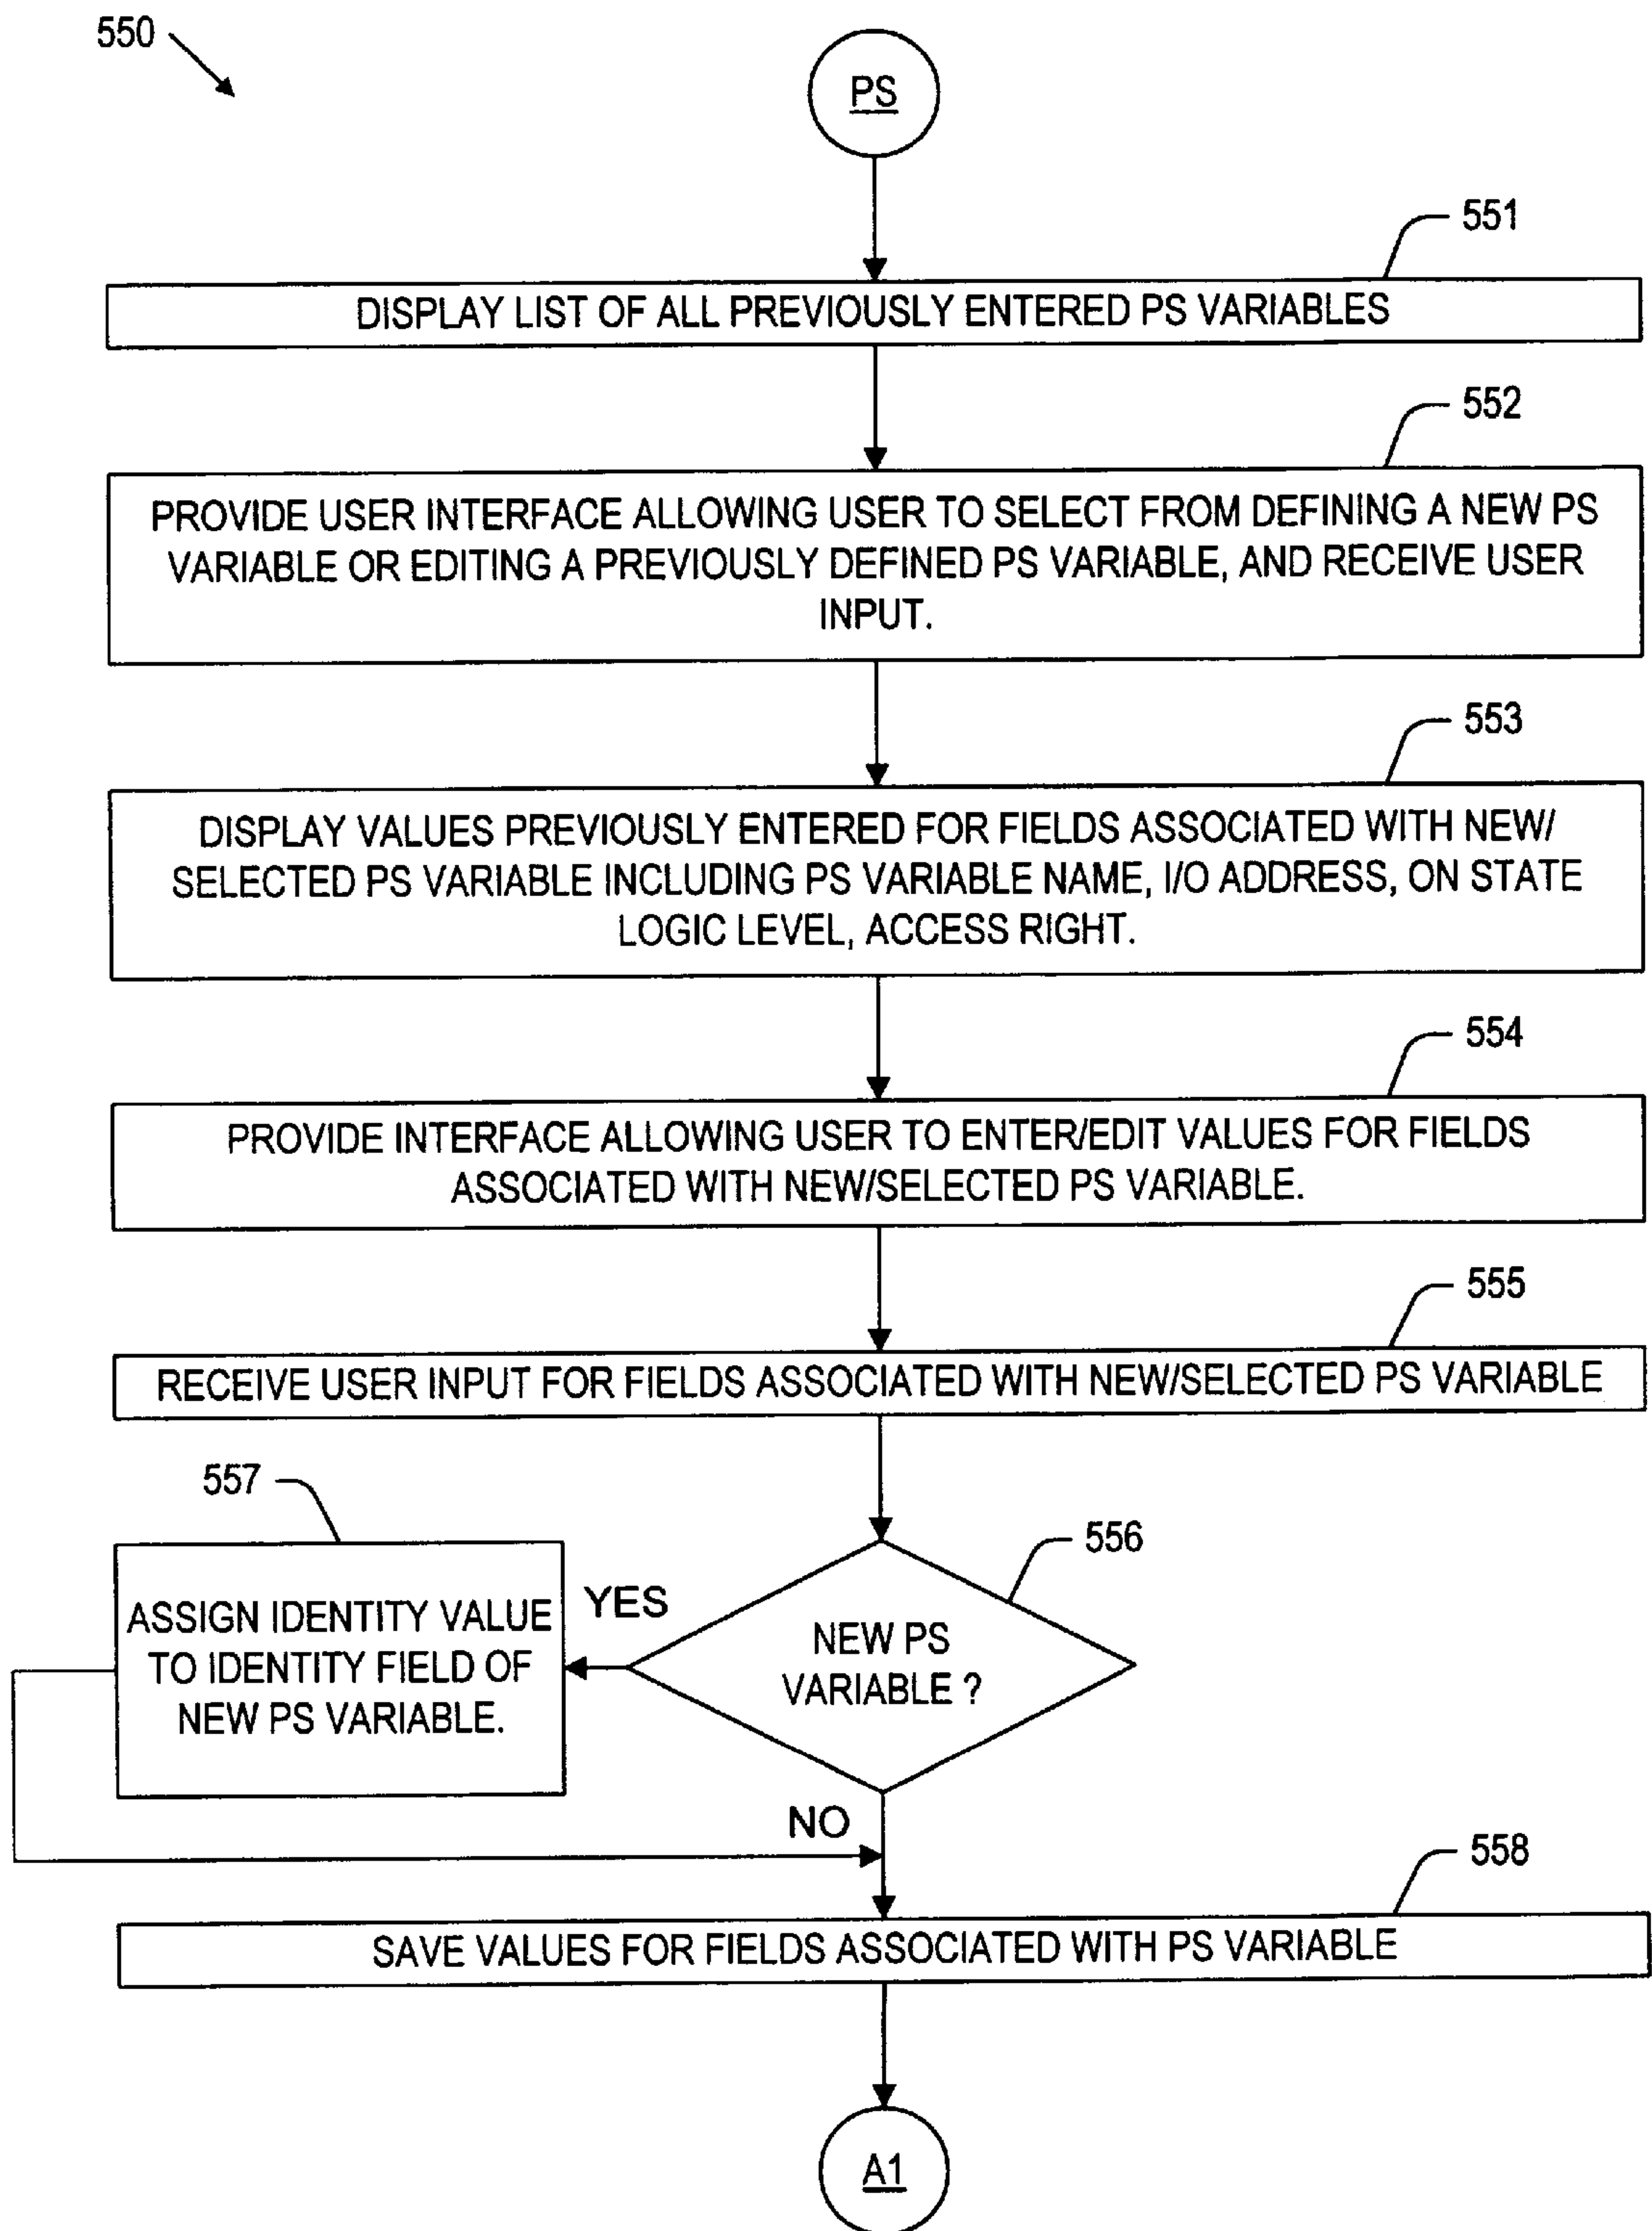 550
PS
551
DISPLAY LIST OF ALL PREVIOUSLY ENTERED PS VARIABLES
552
PROVIDE USER INTERFACE ALLOWING USER TO SELECT FROM DEFINING A NEW PS
VARIABLE OR EDITING A PREVIOUSLY DEFINED PS VARIABLE, AND RECEIVE USER
INPUT.
553
DISPLAY VALUES PREVIOUSLY ENTERED FOR FIELDS ASSOCIATED WITH NEW/
SELECTED PS VARIABLE INCLUDING PS VARIABLE NAME, I/O ADDRESS, ON STATE
LOGIC LEVEL, ACCESS RIGHT.
554
PROVIDE INTERFACE ALLOWING USER TO ENTER/EDIT VALUES FOR FIELDS
ASSOCIATED WITH NEW/SELECTED PS VARIABLE.
555
RECEIVE USER INPUT FOR FIELDS ASSOCIATED WITH NEW/SELECTED PS VARIABLE
557
556
ASSIGN IDENTITY VALUE
TO IDENTITY FIELD OF
NEW PS VARIABLE.
YES
NEW PS
VARIABLE ?
NO
558
SAVE VALUES FOR FIELDS ASSOCIATED WITH PS VARIABLE
A1